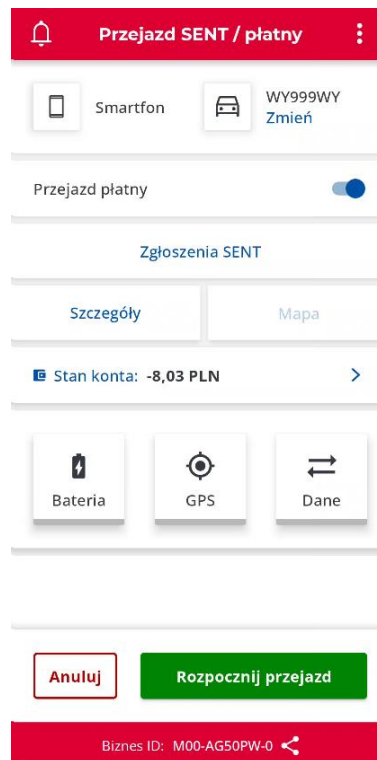 Przejazd SENT / płatny
Smartfon
WY999WY
Zmień
Przejazd płatny
Zgłoszenia SENT
Szczegóły
Mapa
Stan konta: -8,03 PLN
Bateria
GPS
Dane
Anuluj
Rozpocznij przejazd
Biznes ID: M00-AG50PW-0